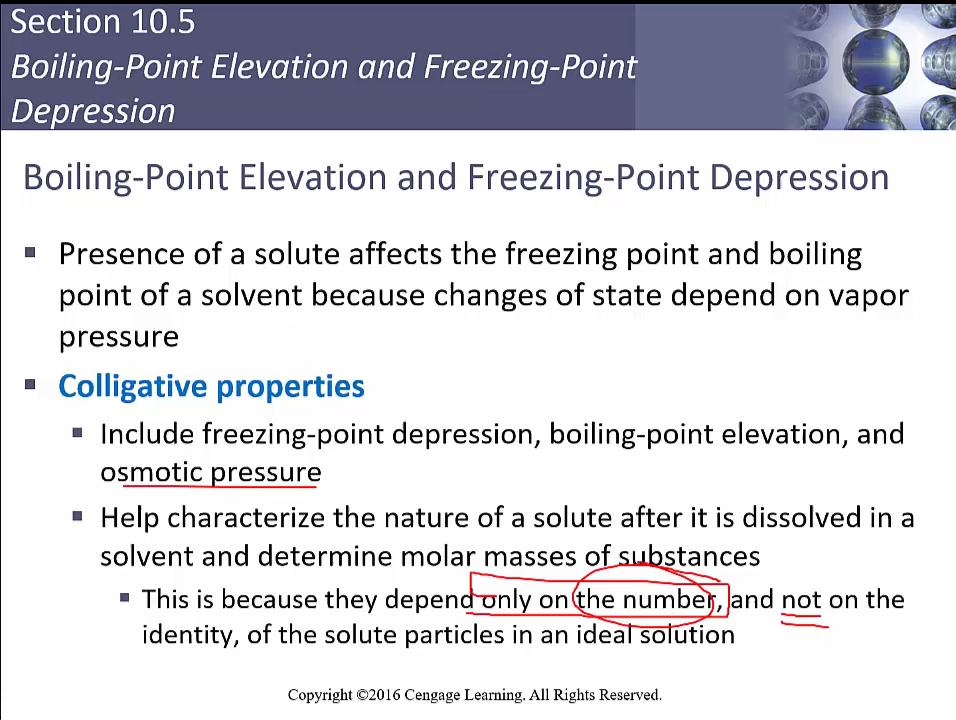 Section 10.5
Boiling-Point Elevation and Freezing-Point
Depression
Boiling-Point Elevation and Freezing-Point Depression
▪ Presence of a solute affects the freezing point and boiling
point of a solvent because changes of state depend on vapor
pressure
▪ Colligative properties
▪ Include freezing-point depression, boiling-point elevation, and
osmotic pressure
▪ Help characterize the nature of a solute after it is dissolved in a
solvent and determine molar masses of substances
▪ This is because they depend only on the number, and not on the
identity, of the solute particles in an ideal solution
Copyright ©2016 Cengage Learning. All Rights Reserved.